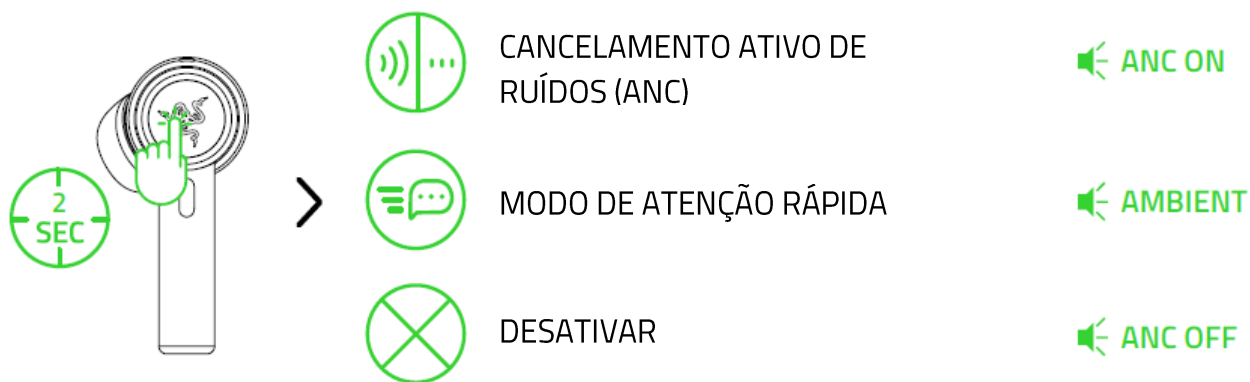 CANCELAMENTO ATIVO DE
RUÍDOS (ANC)
ANC ON
2
SEC
MODO DE ATENÇÃO RÁPIDA
AMBIENT
DESATIVAR
ANC OFF